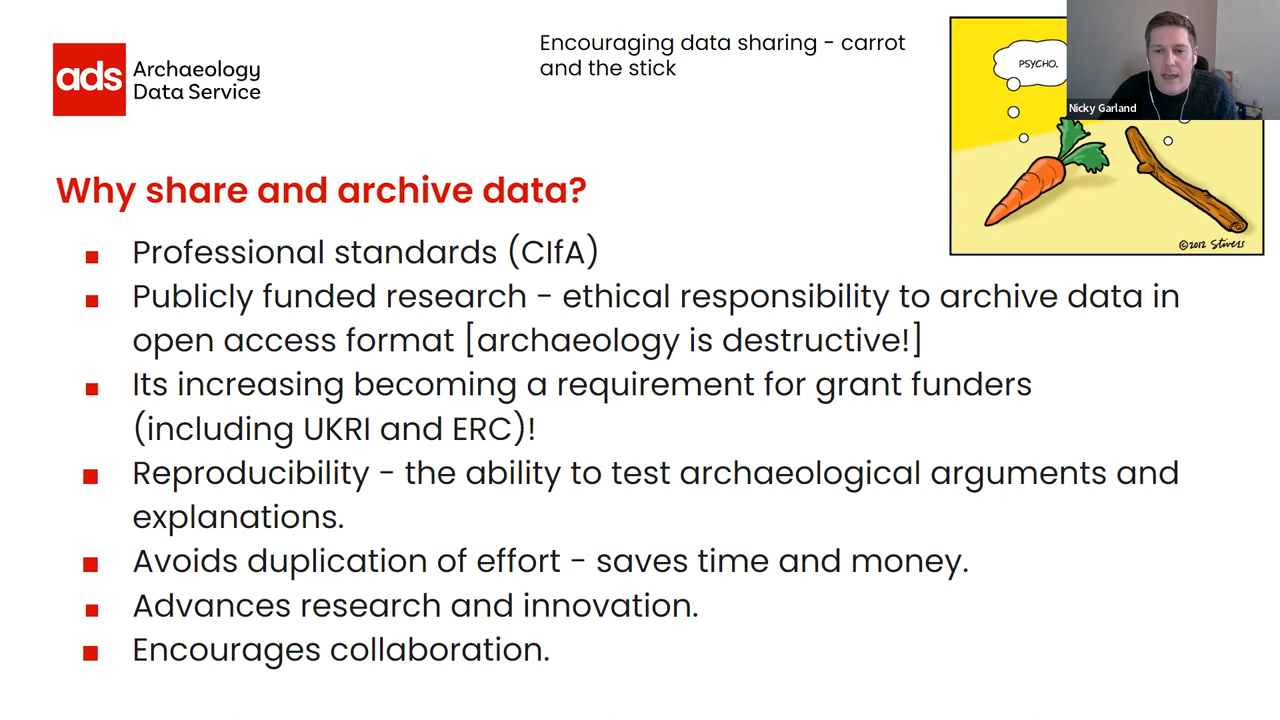 ads Archaeology
Data Service
Encouraging data sharing - carrot
and the stick
PSYCHO.
Nicky Garland
©2012 Stivers
Why share and archive data?
Professional standards (CIfA)
Publicly funded research - ethical responsibility to archive data in
open access format [archaeology is destructive!]
Its increasing becoming a requirement for grant funders
(including UKRI and ERC)!
Reproducibility - the ability to test archaeological arguments and
explanations.
Avoids duplication of effort - saves time and money.
Advances research and innovation.
Encourages collaboration.